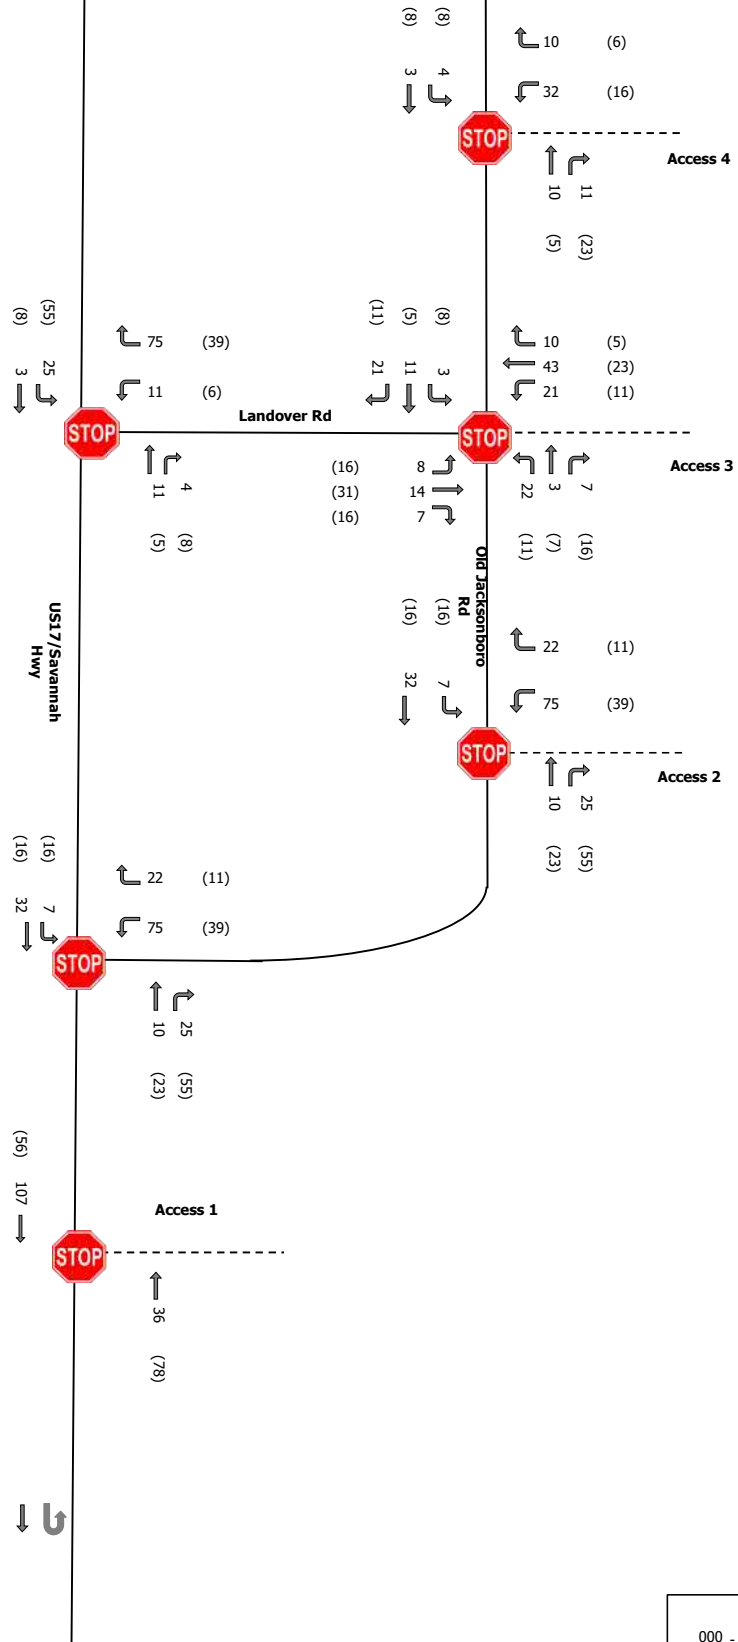 (8) (8)
10 (6)
3 4
32 (16)
STOP
Access 4
10 11
(5) (23)
(8) (55)
(11) (5) (8)
75 (39)
10 (5)
3 25
21 11 3
43 (23)
11 (6)
21 (11)
Landover Rd
STOP
STOP
Access 3
11 4
(16) 8
22 3 7
(31) 14
(16) 7
(5) (8)
(11) (7) (16)
Old Jacksonboro
Rd
US17/Savannah
Hwy
(16) (16)
22 (11)
32 7
75 (39)
STOP
Access 2
10 25
(23) (55)
(16) (16)
22 (11)
32 7
75 (39)
STOP
10 25
(23) (55)
(56)
107
Access 1
STOP
36
(78)
000 -